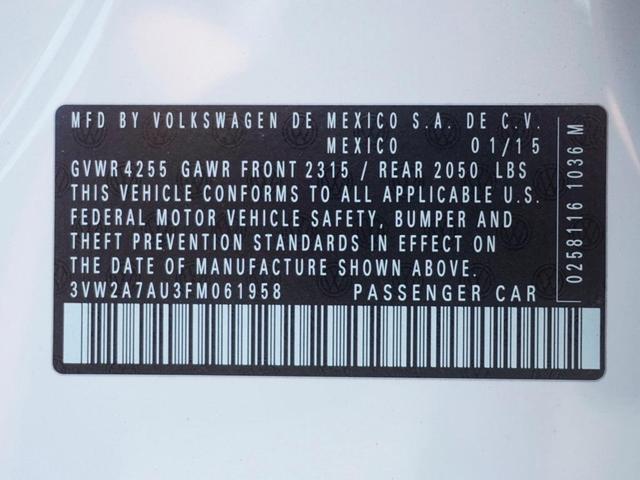 MFD BY VOLKSWAGEN DE MEXICO S.A. DE C.V.
MEXICO 01/15
GVWR 4255 GAWR FRONT 2315 / REAR 2050 LBS
THIS VEHICLE CONFORMS TO ALL APPLICABLE U.S.
FEDERAL MOTOR VEHICLE SAFETY, BUMPER AND
THEFT PREVENTION STANDARDS IN EFFECT ON
THE DATE OF MANUFACTURE SHOWN ABOVE.
3VW2A7AU3FM061958 PASSENGER CAR
0258116 1036 M